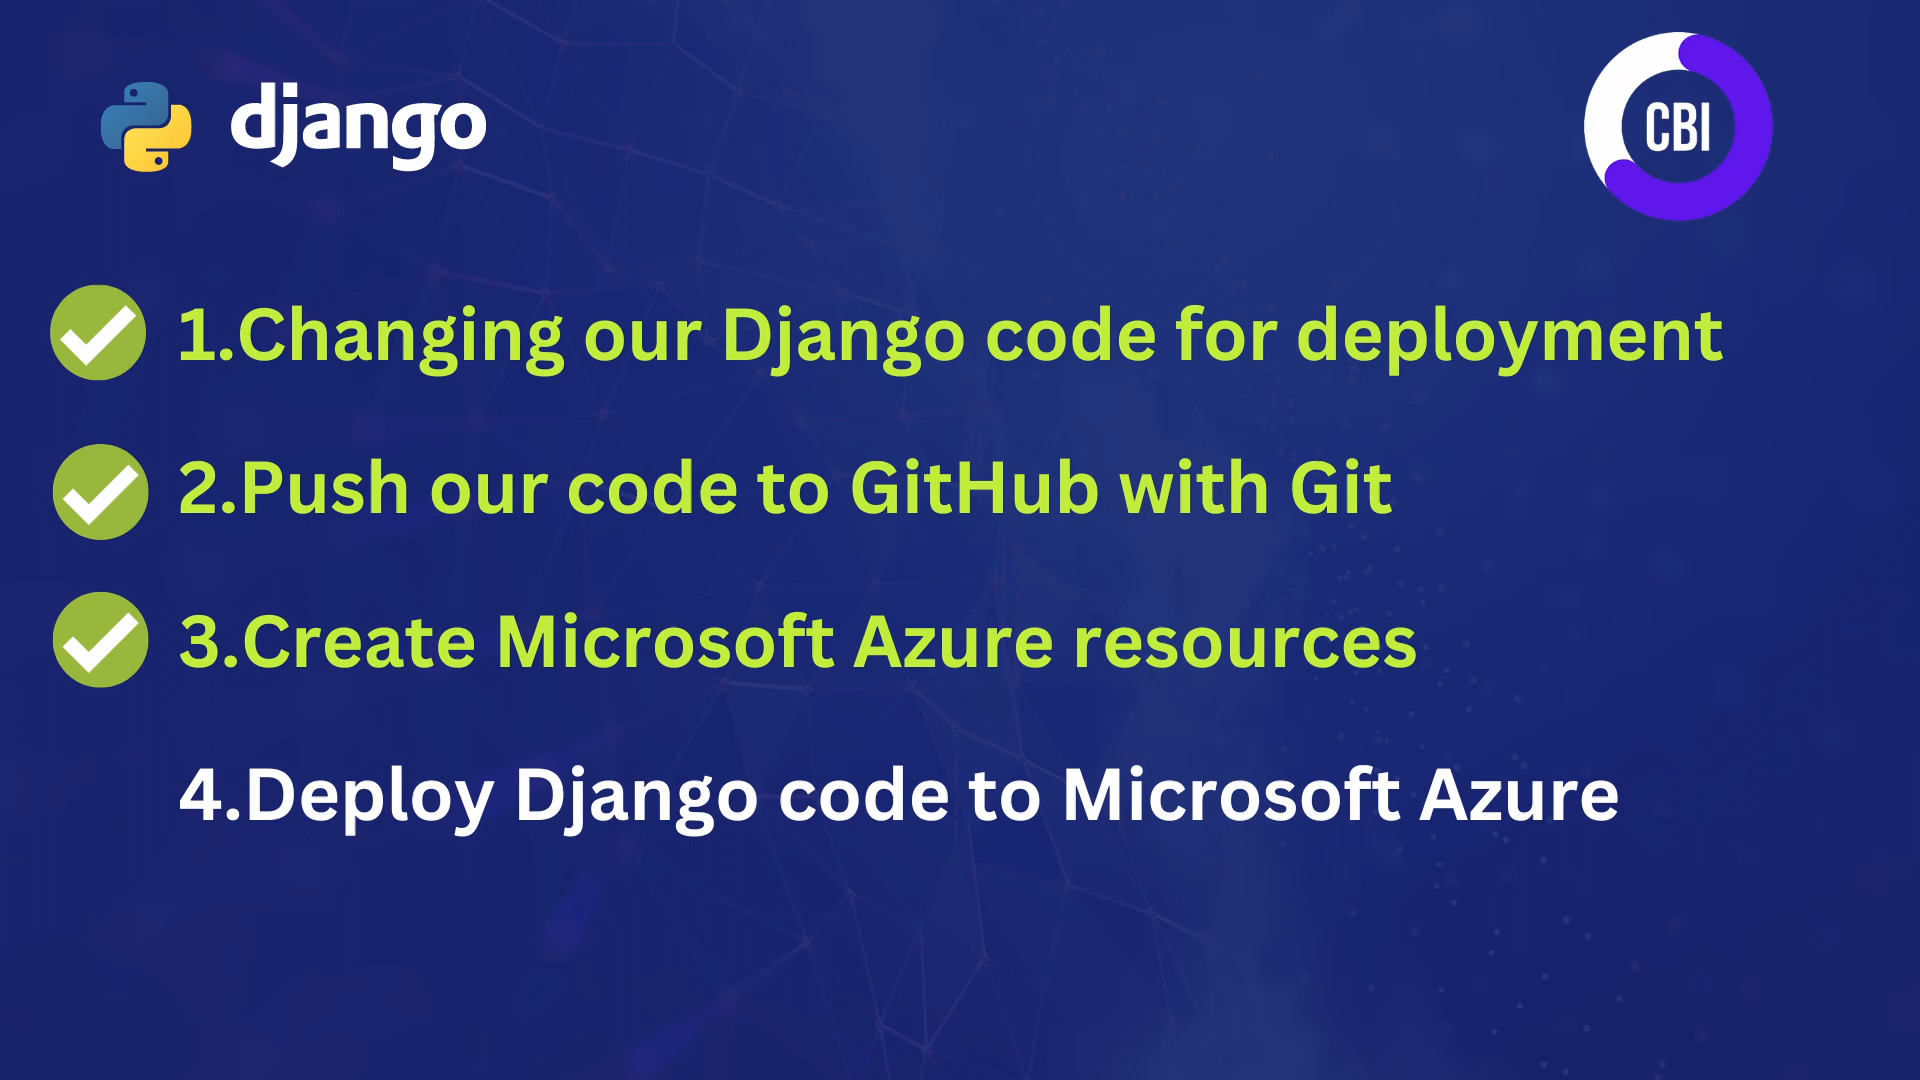 django
CBI
1.Changing our Django code for deployment
2.Push our code to GitHub with Git
3.Create Microsoft Azure resources
4.Deploy Django code to Microsoft Azure